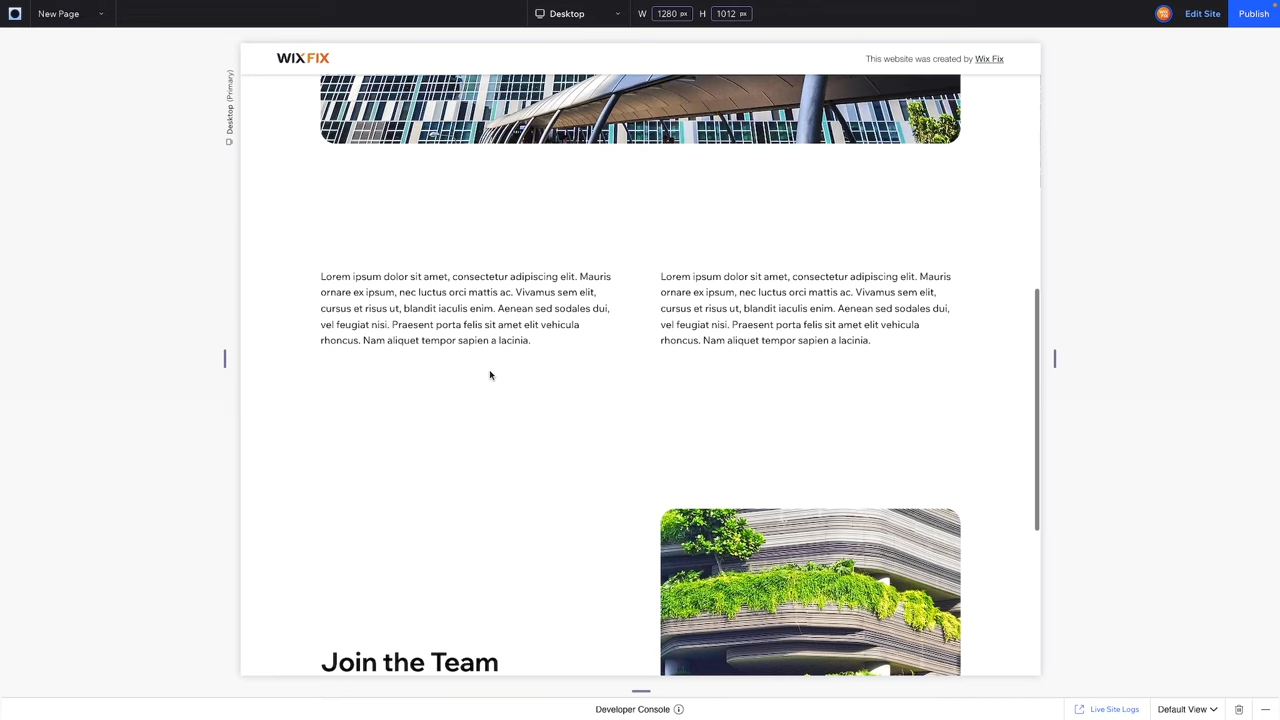 New Page
Desktop
W 1280 px H 1012 px
Edit Site
Publish
WIXFIX
This website was created by Wix Fix
Desktop (Primary)
Lorem ipsum dolor sit amet, consectetur adipiscing elit. Mauris
ornare ex ipsum, nec luctus orci mattis ac. Vivamus sem elit,
cursus et risus ut, blandit iaculis enim. Aenean sed sodales dui,
vel feugiat nisi. Praesent porta felis sit amet elit vehicula
rhoncus. Nam aliquet tempor sapien a lacinia.
Lorem ipsum dolor sit amet, consectetur adipiscing elit. Mauris
ornare ex ipsum, nec luctus orci mattis ac. Vivamus sem elit,
cursus et risus ut, blandit iaculis enim. Aenean sed sodales dui,
vel feugiat nisi. Praesent porta felis sit amet elit vehicula
rhoncus. Nam aliquet tempor sapien a lacinia.
Join the Team
Developer Console
Live Site Logs
Default View